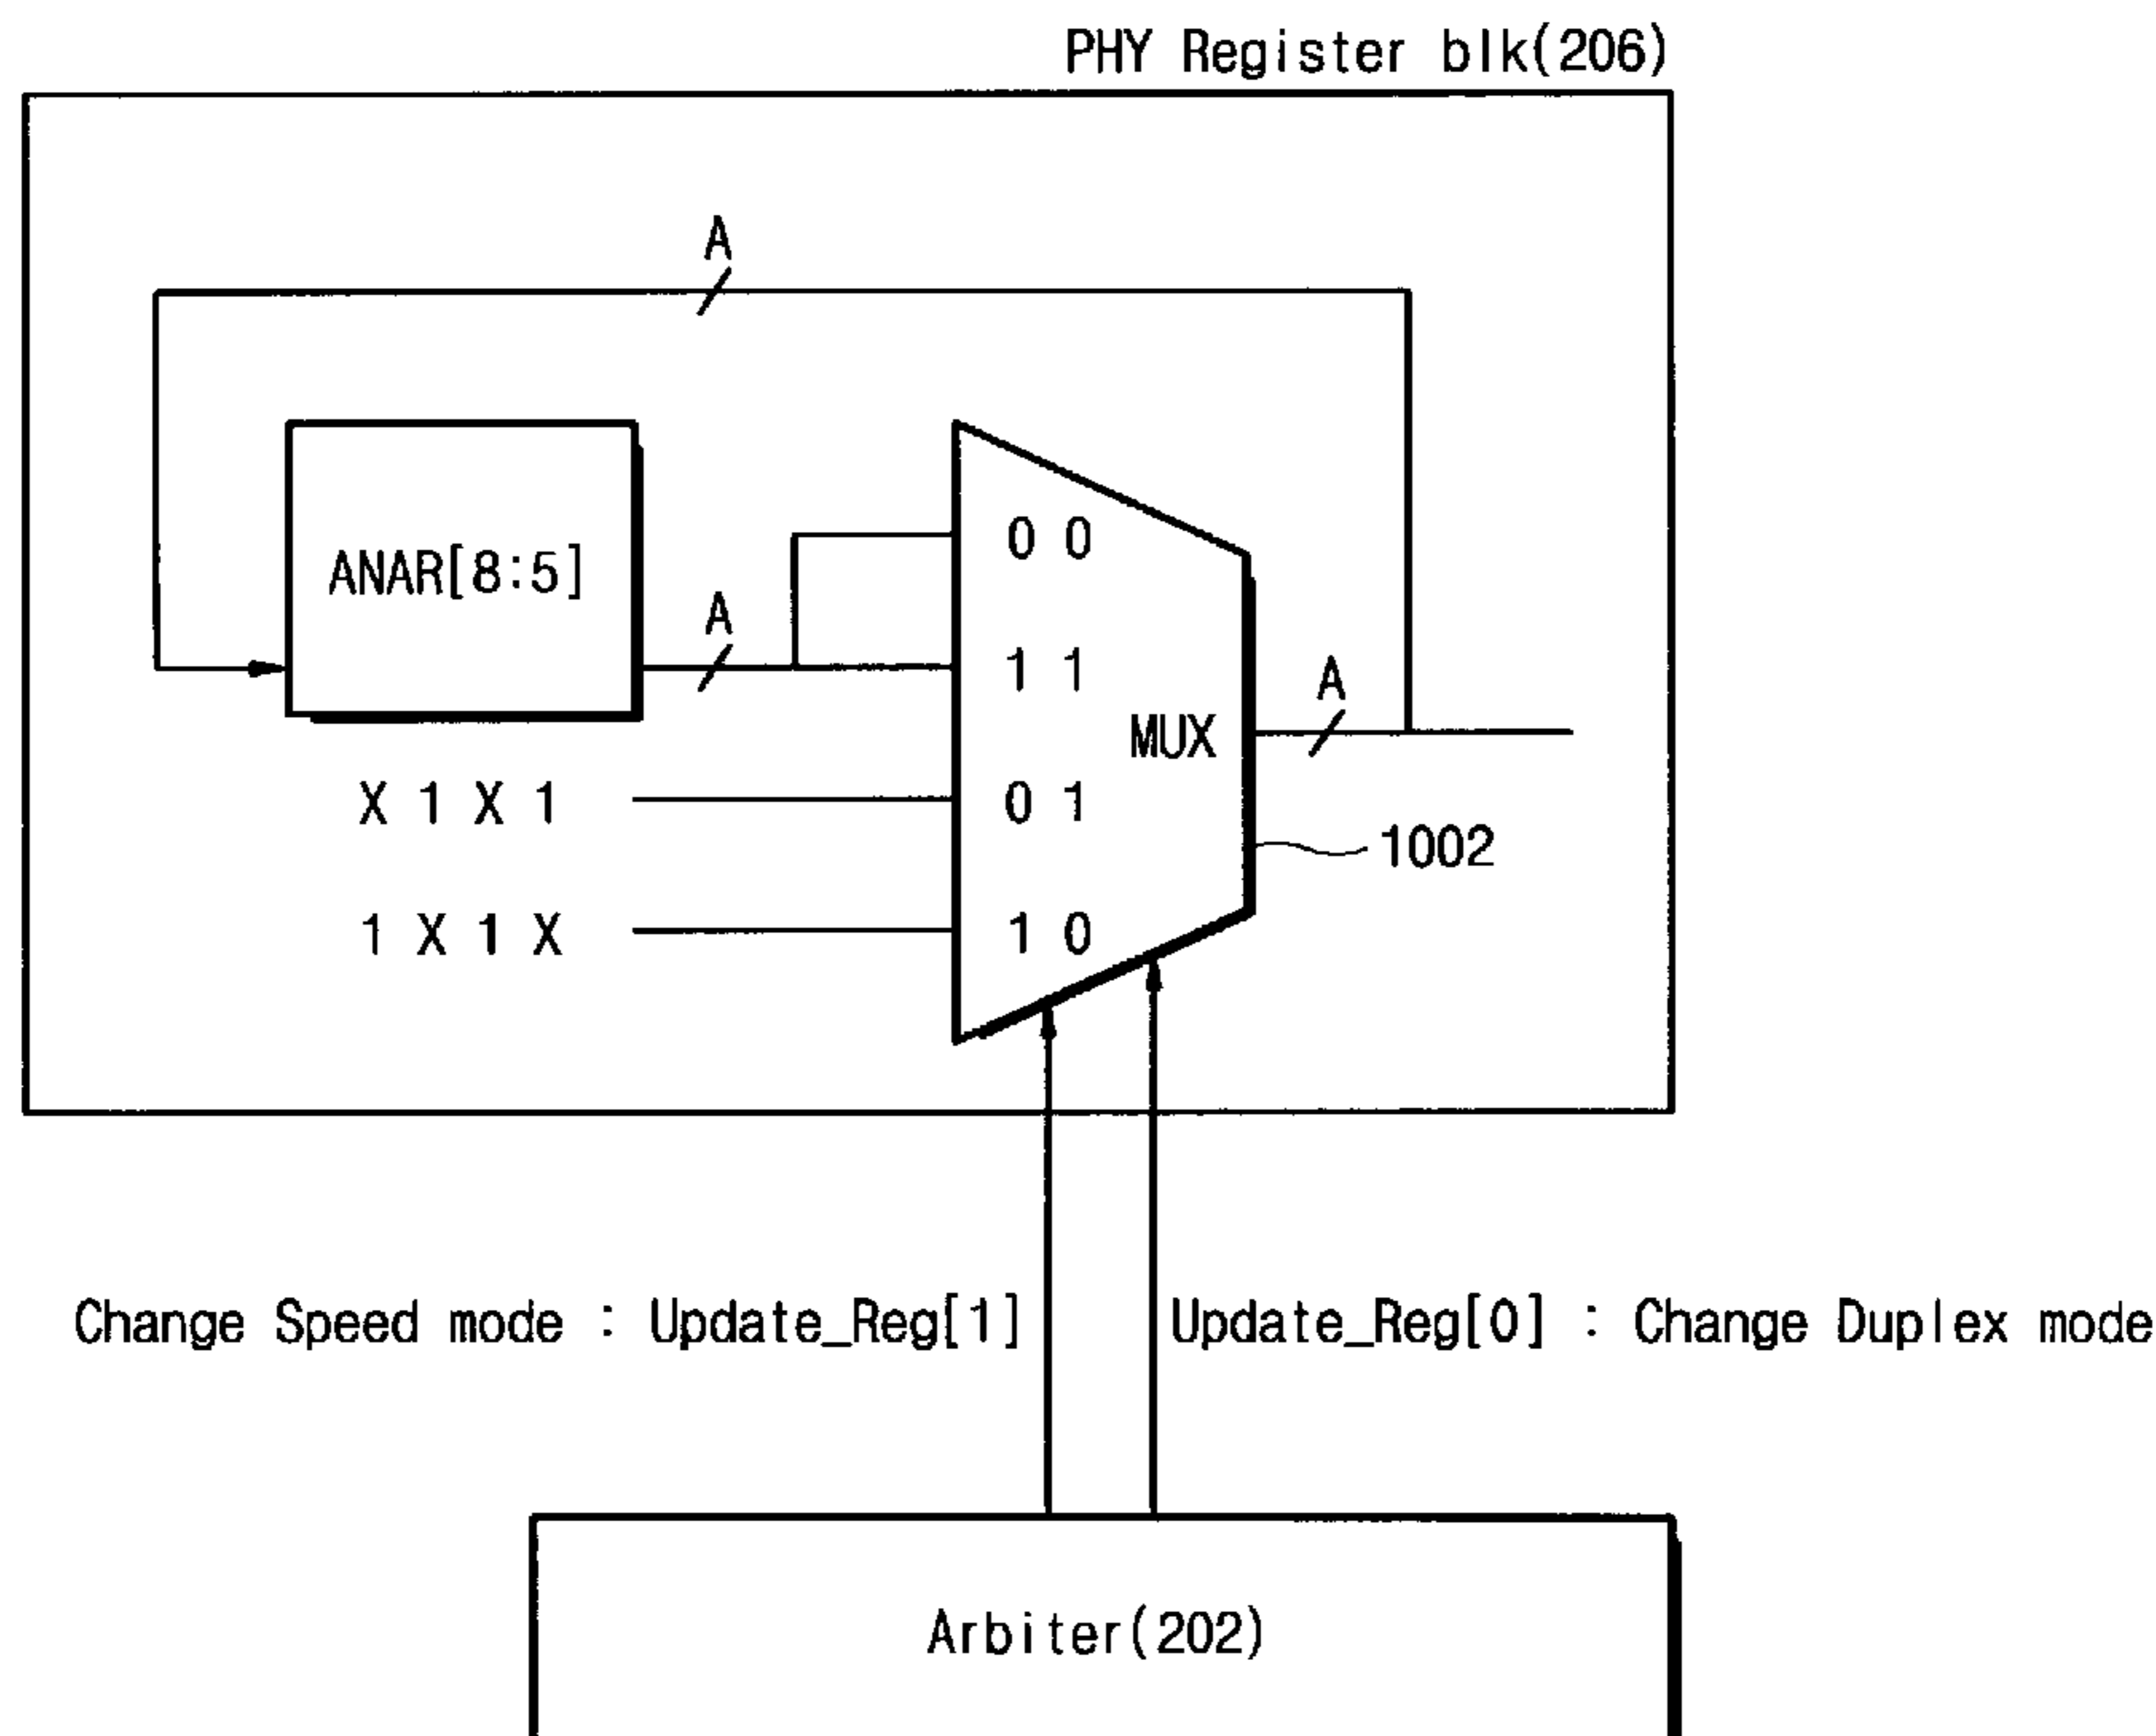 PHY Register blk(206)
A
0 0
ANAR[8:5]
A
1 1
A
MUX
X 1 X 1
0 1
1002
1 X 1 X
1 0
Change Speed mode : Update_Reg[1]
Update_Reg[0] : Change Duplex mode
Arbiter(202)